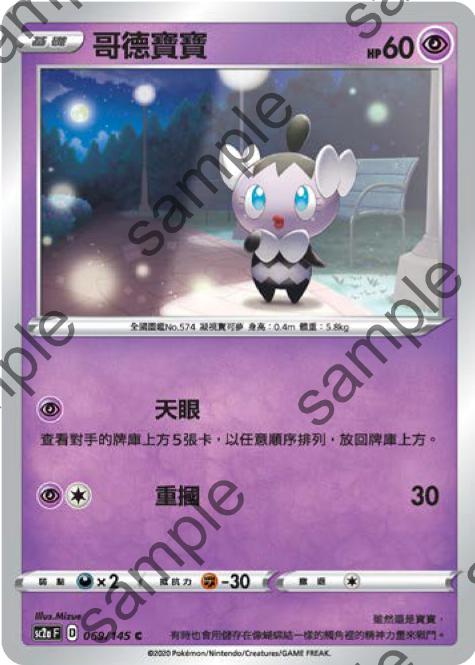 基礎 哥德寶寶 HP60
全國圖鑑No.574 凝視寶可夢 身高：0.4m 體重：5.8kg
天眼
查看對手的牌庫上方5張卡，以任意順序排列，放回牌庫上方。
重摑 30
弱點 ×2 抵抗力 -30 撤退
Illus.Mizue
sc2a F D 069/145 C
雖然還是寶寶，
有時也會用儲存在像蝴蝶結一樣的觸角裡的精神力量來戰鬥。
©2020 Pokémon/Nintendo/Creatures/GAME FREAK.
sample
sample
sample
sample
sample
sample